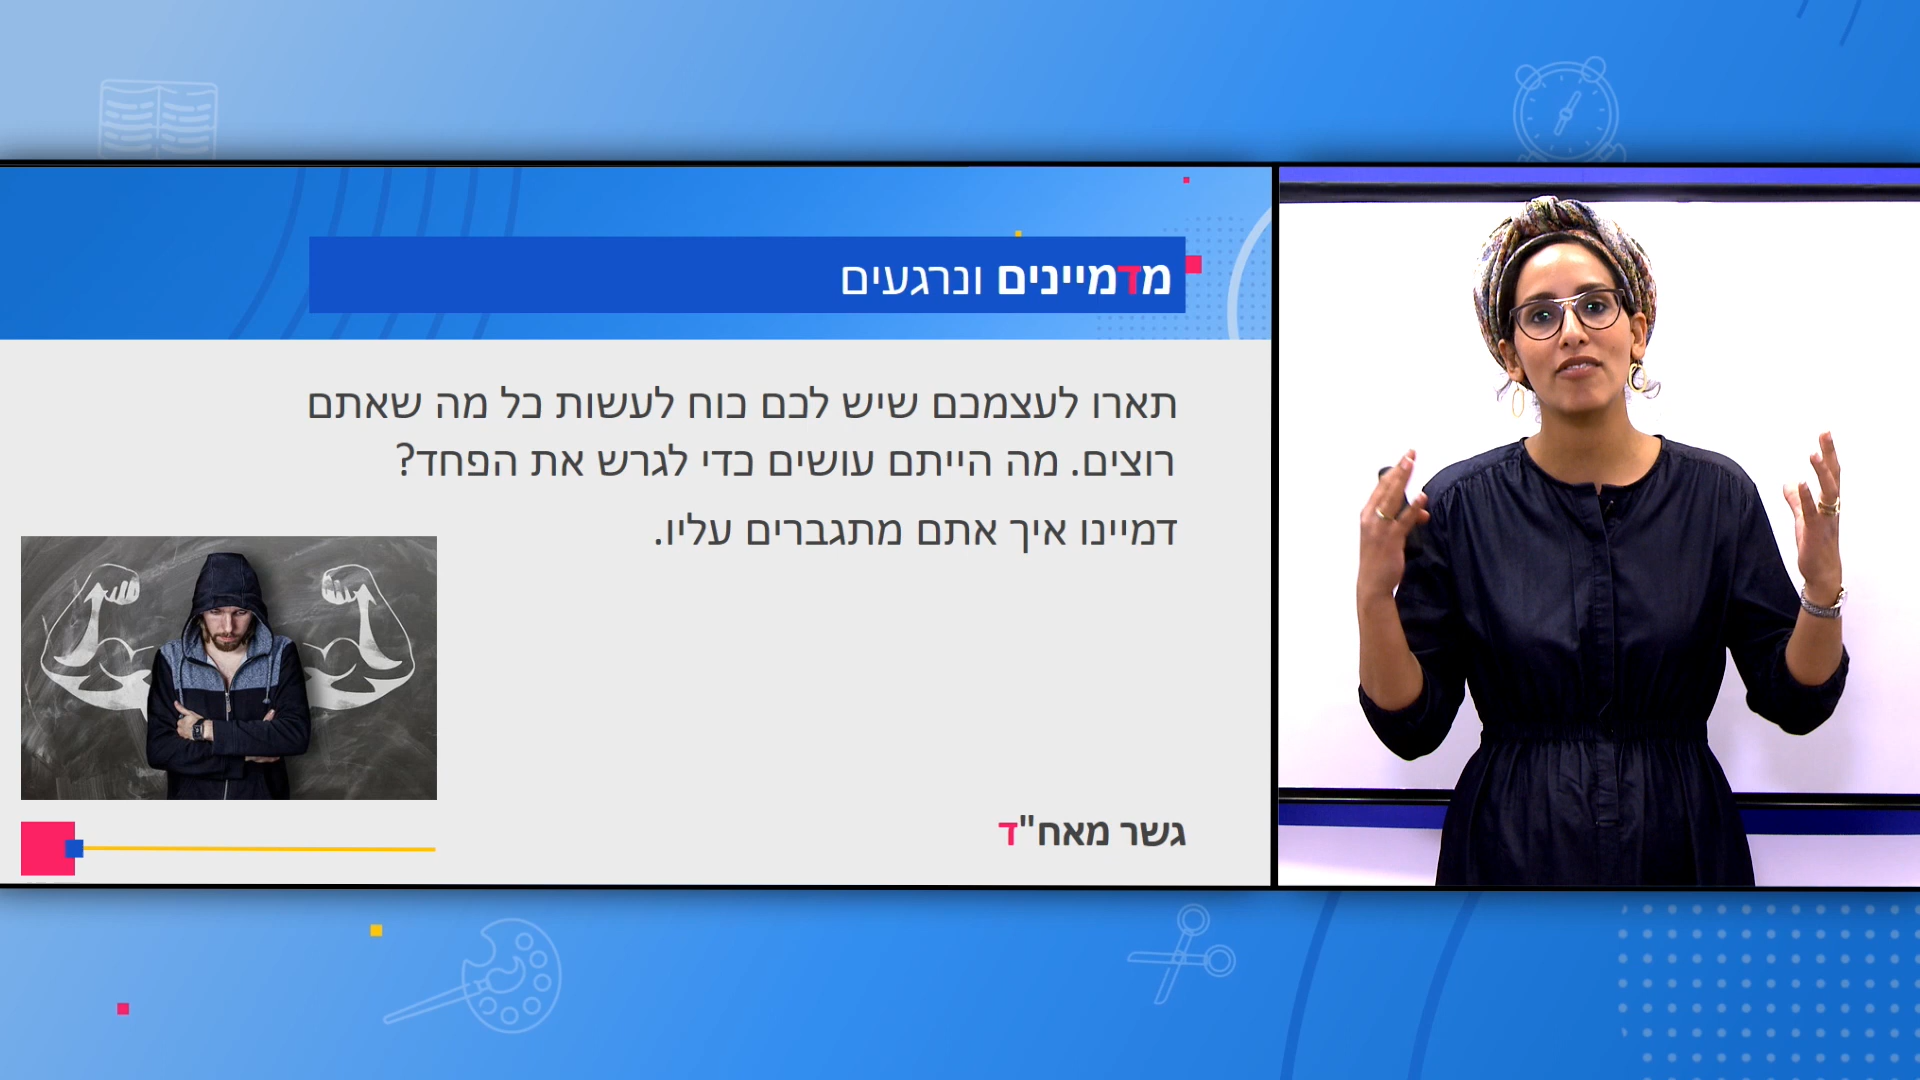 מדמיינים ונרגעים
תארו לעצמכם שיש לכם כוח לעשות כל מה שאתם
רוצים. מה הייתם עושים כדי לגרש את הפחד?
דמיינו איך אתם מתגברים עליו.
גשר מאח"ד